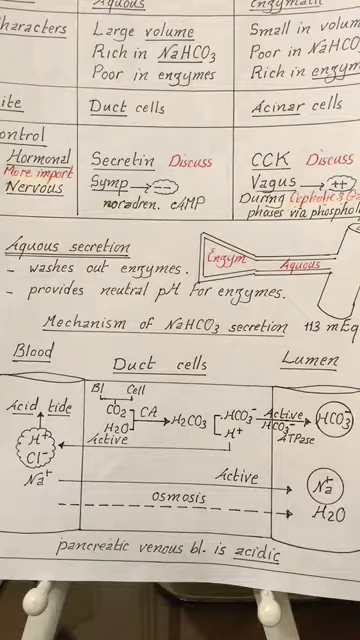 Aqueous
Enzymatic
Characters
Large volume
Rich in NaHCO3
Poor in enzymes
Small in volum
Poor in NaHCO
Rich in enzym
ite
Duct cells
Acinar cells
ontrol
Hormonal
More import
Nervous
Secretin Discuss
Symp → (--)
noradren. cAMP
CCK Discuss
Vagus → (++)
During Cephalic & Ga
phases via phosphol
Aqueous secretion
- washes out enzymes.
- provides neutral pH for enzymes.
Enzym
Aqueous
Mechanism of NaHCO3 secretion 113 mEq
Blood
Duct cells
Lumen
Acid tide
H+
Cl-
Na+
Bl Cell
CO2
H2O
CA → H2CO3
HCO3-
H+
Active
Active
HCO3-
ATPase
HCO3-
Active
Na+
osmosis
H2O
pancreatic venous bl. is acidic